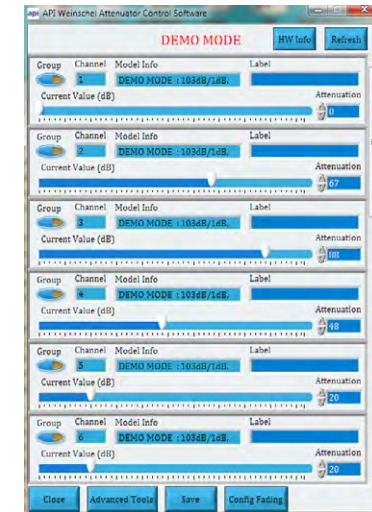 api API Weinschel Attenuator Control Software
DEMO MODE HW Info Refresh
Group Channel Model Info Label
1 DEMO MODE : 103dB/1dB.
Current Value (dB) Attenuation
0
Group Channel Model Info Label
2 DEMO MODE : 103dB/1dB.
Current Value (dB) Attenuation
67
Group Channel Model Info Label
3 DEMO MODE : 103dB/1dB.
Current Value (dB) Attenuation
88
Group Channel Model Info Label
4 DEMO MODE : 103dB/1dB.
Current Value (dB) Attenuation
48
Group Channel Model Info Label
5 DEMO MODE : 103dB/1dB.
Current Value (dB) Attenuation
20
Group Channel Model Info Label
6 DEMO MODE : 103dB/1dB.
Current Value (dB) Attenuation
20
Close Advanced Tools Save Config Fading